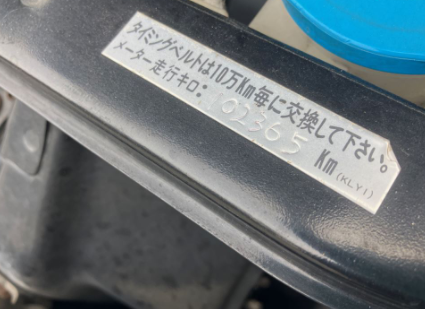 タイミングベルトは10万Km毎に交換して下さい。
メーター走行キロ: 102365 Km
(KLY1)